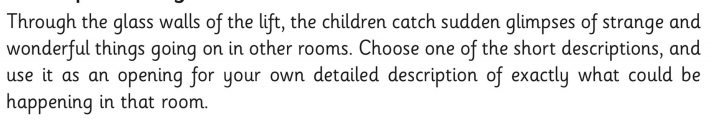 Through the glass walls of the lift, the children catch sudden glimpses of strange and
wonderful things going on in other rooms. Choose one of the short descriptions, and
use it as an opening for your own detailed description of exactly what could be
happening in that room.